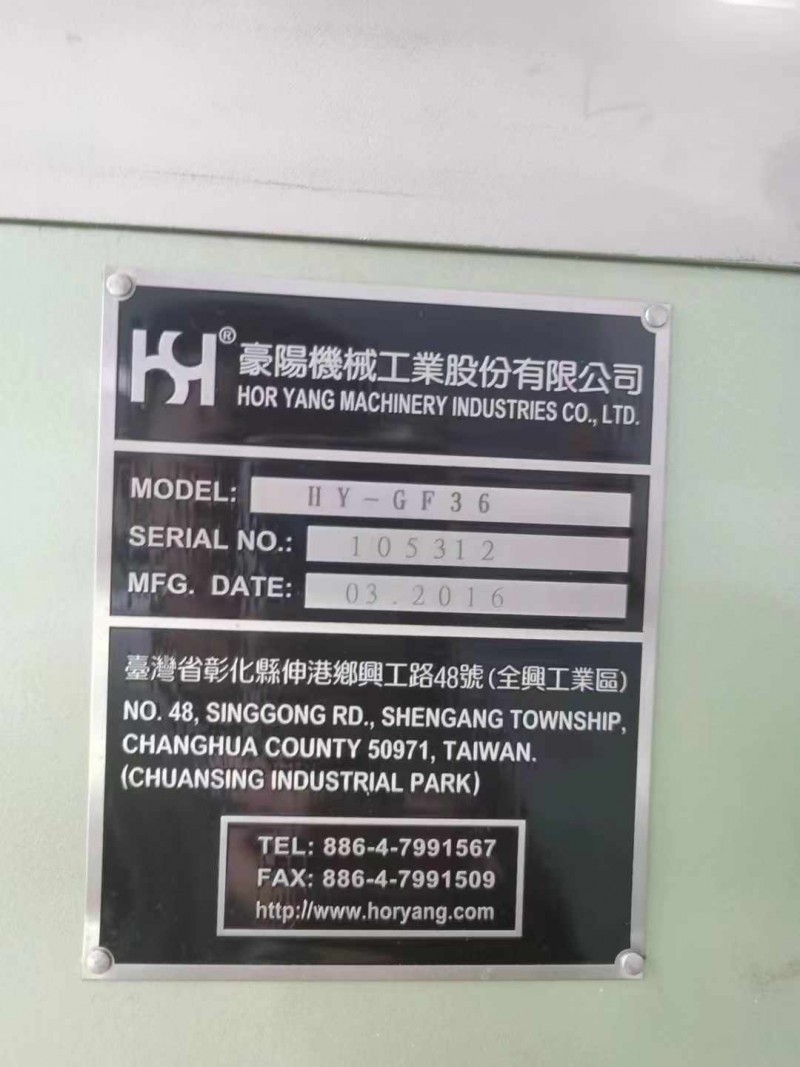 HSH® 豪陽機械工業股份有限公司
HOR YANG MACHINERY INDUSTRIES CO., LTD.
MODEL: HY-GF36
SERIAL NO.: 105312
MFG. DATE: 03.2016
臺灣省彰化縣伸港鄉興工路48號(全興工業區)
NO. 48, SINGGONG RD., SHENGANG TOWNSHIP,
CHANGHUA COUNTY 50971, TAIWAN.
(CHUANSING INDUSTRIAL PARK)
TEL: 886-4-7991567
FAX: 886-4-7991509
http://www.horyang.com